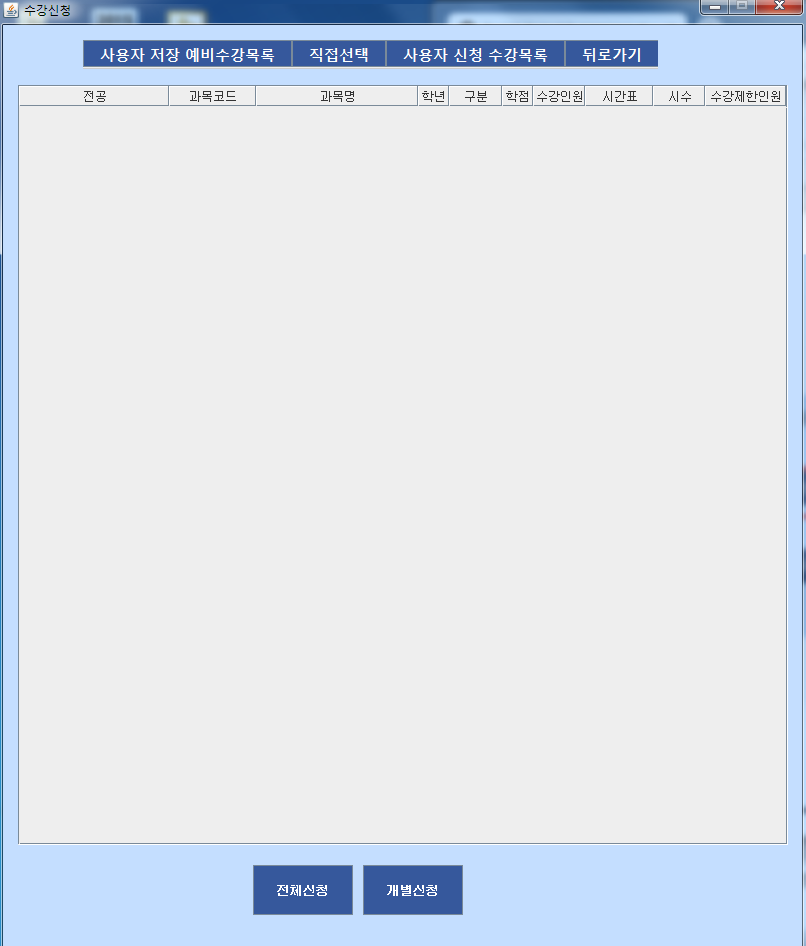 수강신청
사용자 저장 예비수강목록 직접선택 사용자 신청 수강목록 뒤로가기
전공 과목코드 과목명 학년 구분 학점 수강인원 시간표 시수 수강제한인원
전체신청 개별신청